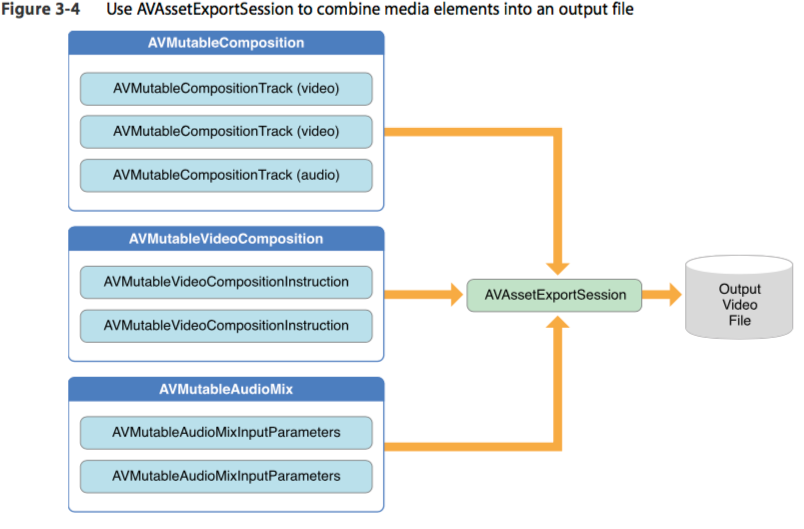 Figure 3-4 Use AVAssetExportSession to combine media elements into an output file
AVMutableComposition
AVMutableCompositionTrack (video)
AVMutableCompositionTrack (video)
AVMutableCompositionTrack (audio)
AVMutableVideoComposition
AVMutableVideoCompositionInstruction
AVMutableVideoCompositionInstruction
AVMutableAudioMix
AVMutableAudioMixInputParameters
AVMutableAudioMixInputParameters
AVAssetExportSession
Output
Video
File